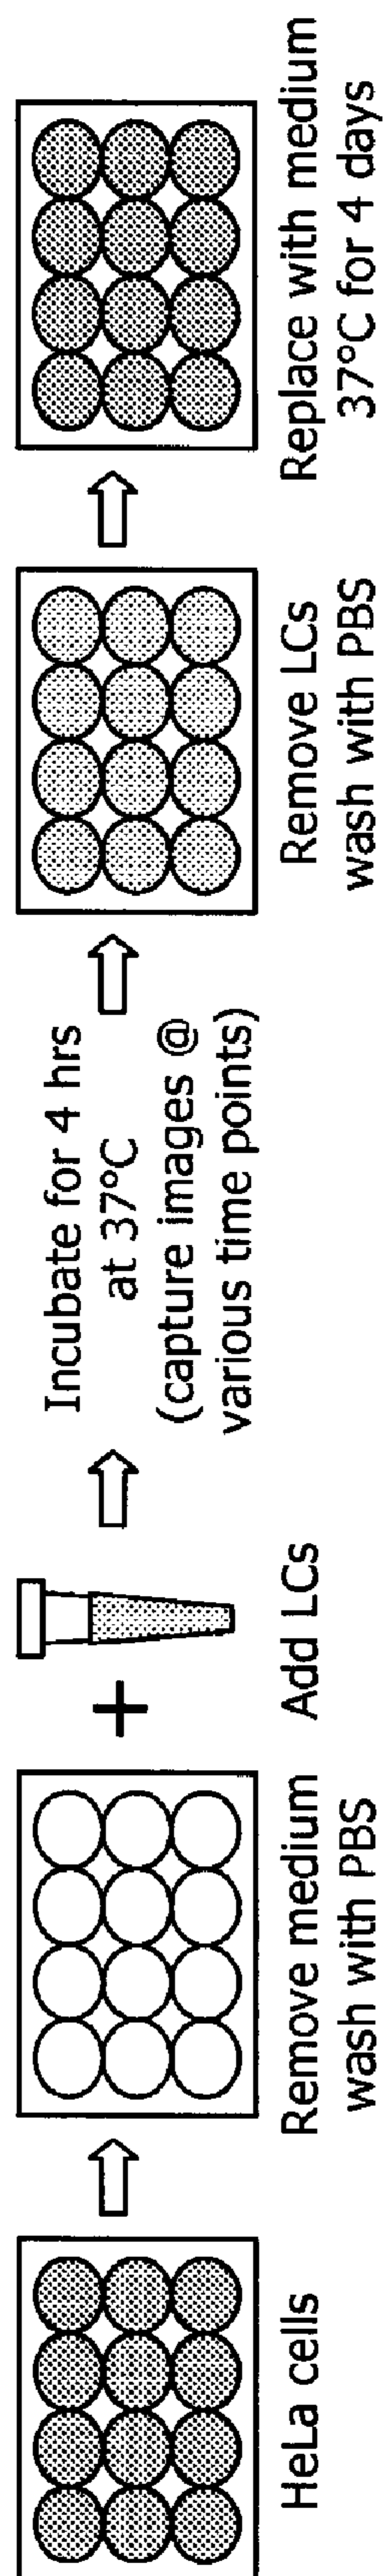 HeLa cells
Remove medium
wash with PBS
+
Add LCs
Incubate for 4 hrs
at 37°C
(capture images @
various time points)
Remove LCs
wash with PBS
Replace with medium
37°C for 4 days